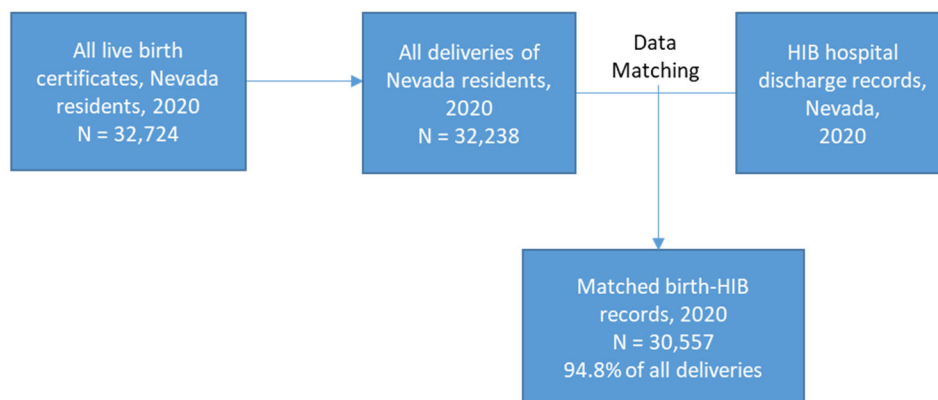 All live birth
certificates, Nevada
residents, 2020
N = 32,724
All deliveries of
Nevada residents,
2020
N = 32,238
Data
Matching
HIB hospital
discharge records,
Nevada,
2020
Matched birth-HIB
records, 2020
N = 30,557
94.8% of all deliveries